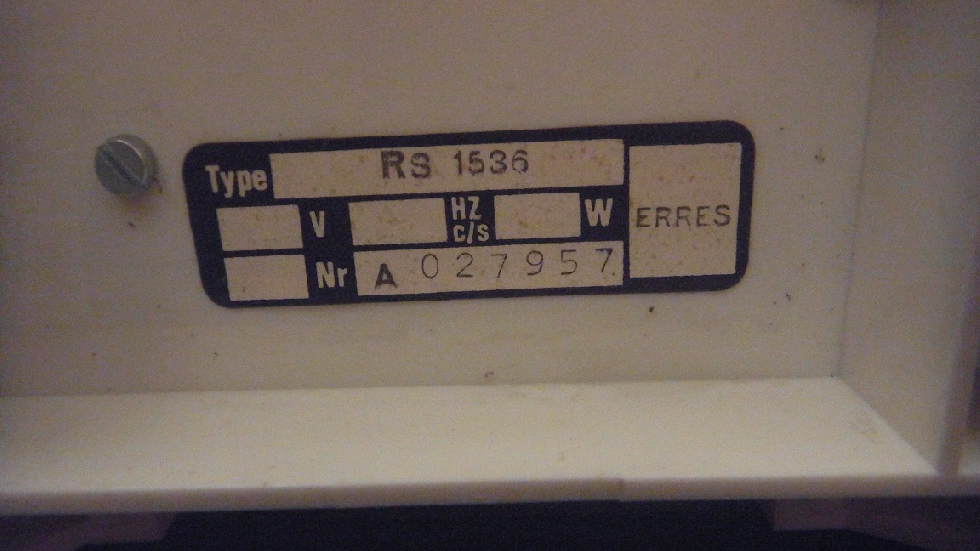 Type RS 1536
V HZ c/s W ERRES
Nr A 027957